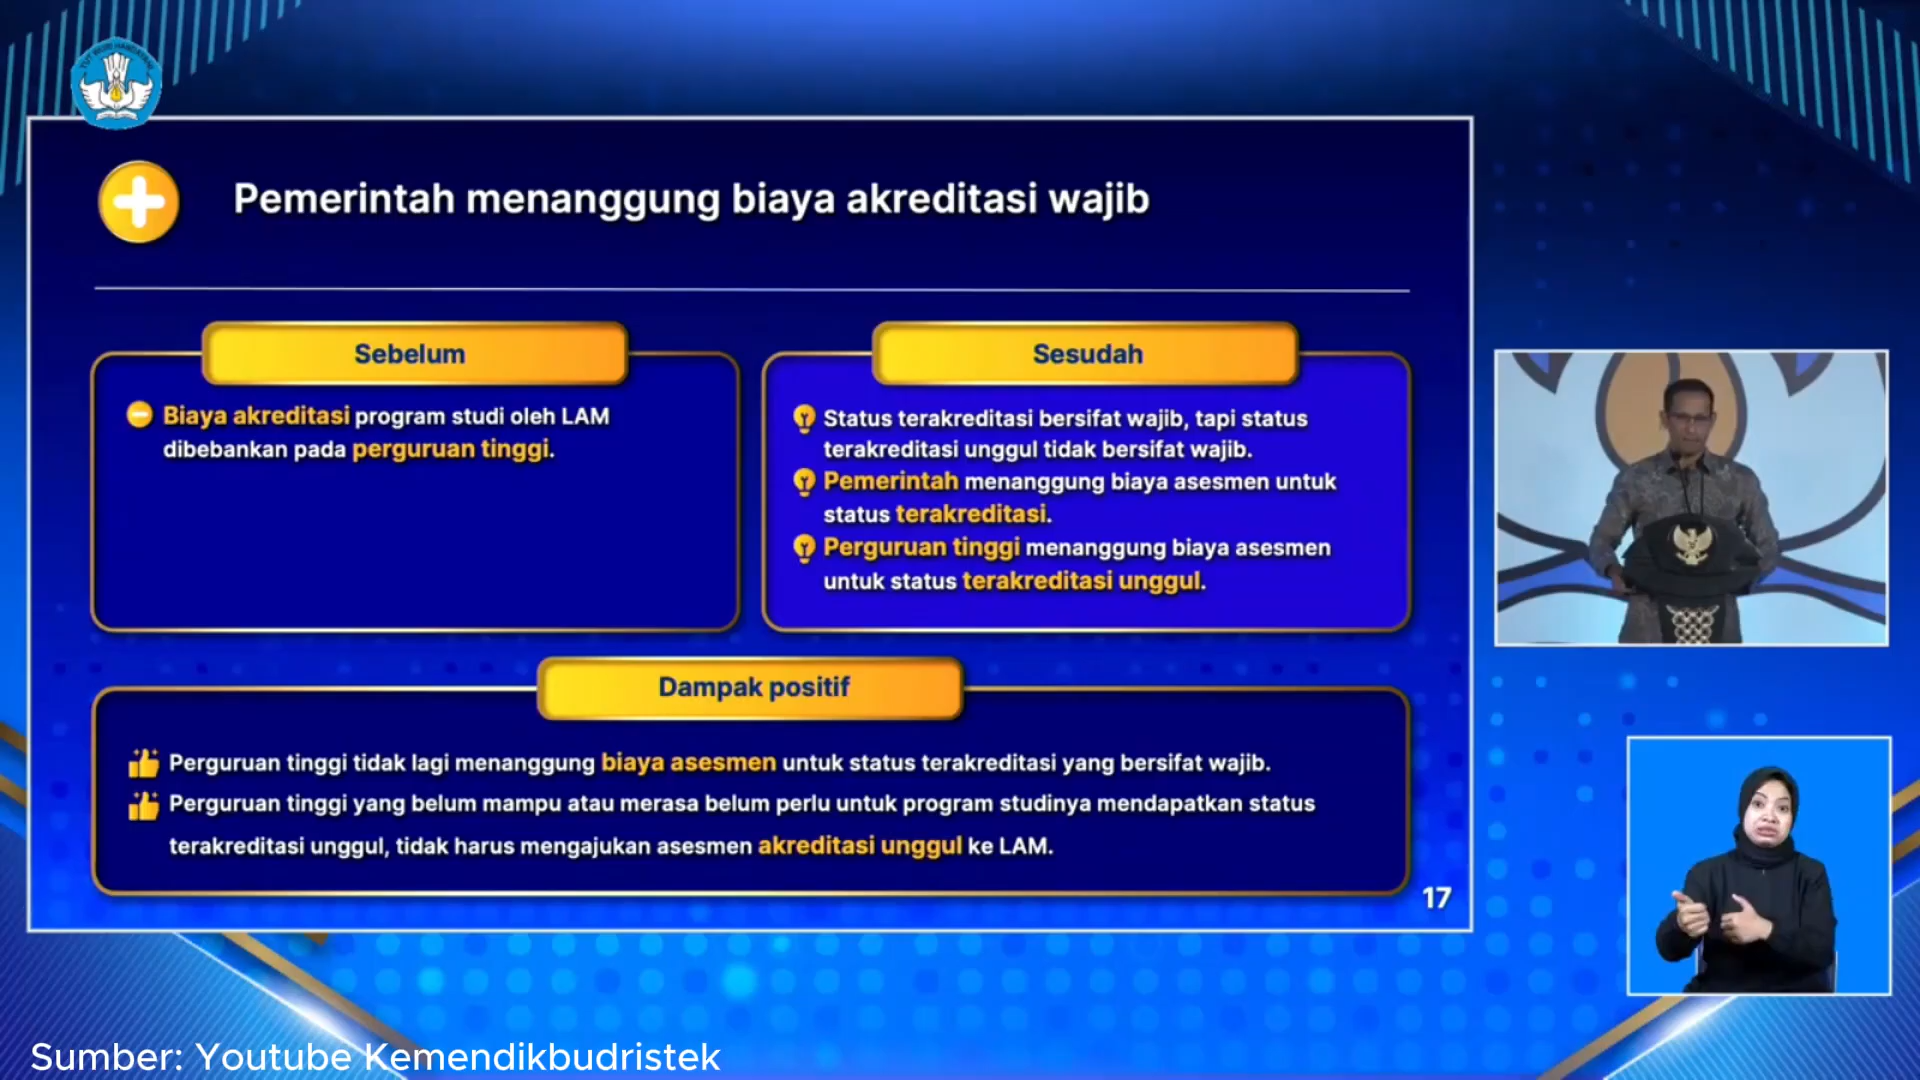 TUT WURI HANDAYANI
Pemerintah menanggung biaya akreditasi wajib
Sebelum
Biaya akreditasi program studi oleh LAM
dibebankan pada perguruan tinggi.
Sesudah
Status terakreditasi bersifat wajib, tapi status
terakreditasi unggul tidak bersifat wajib.
Pemerintah menanggung biaya asesmen untuk
status terakreditasi.
Perguruan tinggi menanggung biaya asesmen
untuk status terakreditasi unggul.
Dampak positif
Perguruan tinggi tidak lagi menanggung biaya asesmen untuk status terakreditasi yang bersifat wajib.
Perguruan tinggi yang belum mampu atau merasa belum perlu untuk program studinya mendapatkan status
terakreditasi unggul, tidak harus mengajukan asesmen akreditasi unggul ke LAM.
17
Sumber: Youtube Kemendikbudristek